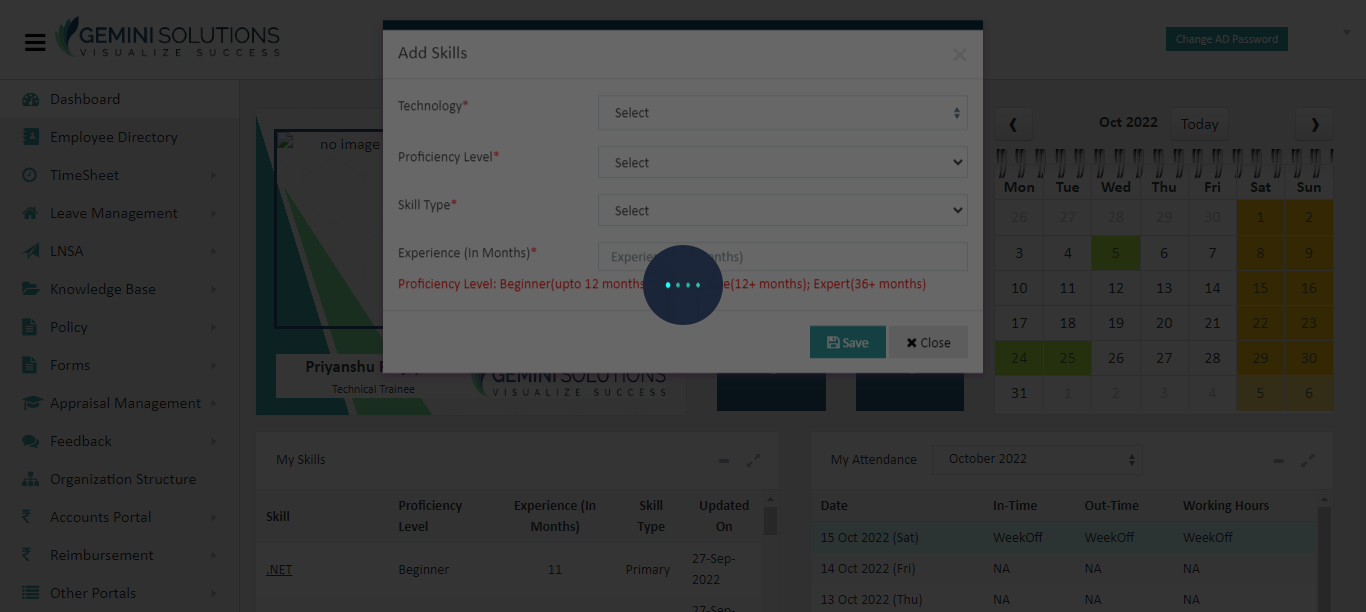 GEMINI SOLUTIONS
VISUALIZE SUCCESS
Change AD Password
Dashboard
Employee Directory
TimeSheet
Leave Management
LNSA
Knowledge Base
Policy
Forms
Appraisal Management
Feedback
Organization Structure
Accounts Portal
Reimbursement
Other Portals
Add Skills
×
Technology*
Select
Proficiency Level*
Select
Skill Type*
Select
Experience (In Months)*
Proficiency Level: Beginner(upto 12 months (12+ months); Expert(36+ months)
Save
Close
no image
Priyanshu
Technical Trainee
GEMINI SOLUTIONS
VISUALIZE SUCCESS
Oct 2022
Today
Mon Tue Wed Thu Fri Sat Sun
26 27 28 29 30 1 2
3 4 5 6 7 8 9
10 11 12 13 14 15 16
17 18 19 20 21 22 23
24 25 26 27 28 29 30
31 1 2 3 4 5 6
My Skills
Skill Proficiency Level Experience (In Months) Skill Type Updated On
.NET Beginner 11 Primary 27-Sep-2022
27-Sep-
My Attendance
October 2022
Date In-Time Out-Time Working Hours
15 Oct 2022 (Sat) WeekOff WeekOff WeekOff
14 Oct 2022 (Fri) NA NA NA
13 Oct 2022 (Thu) NA NA NA